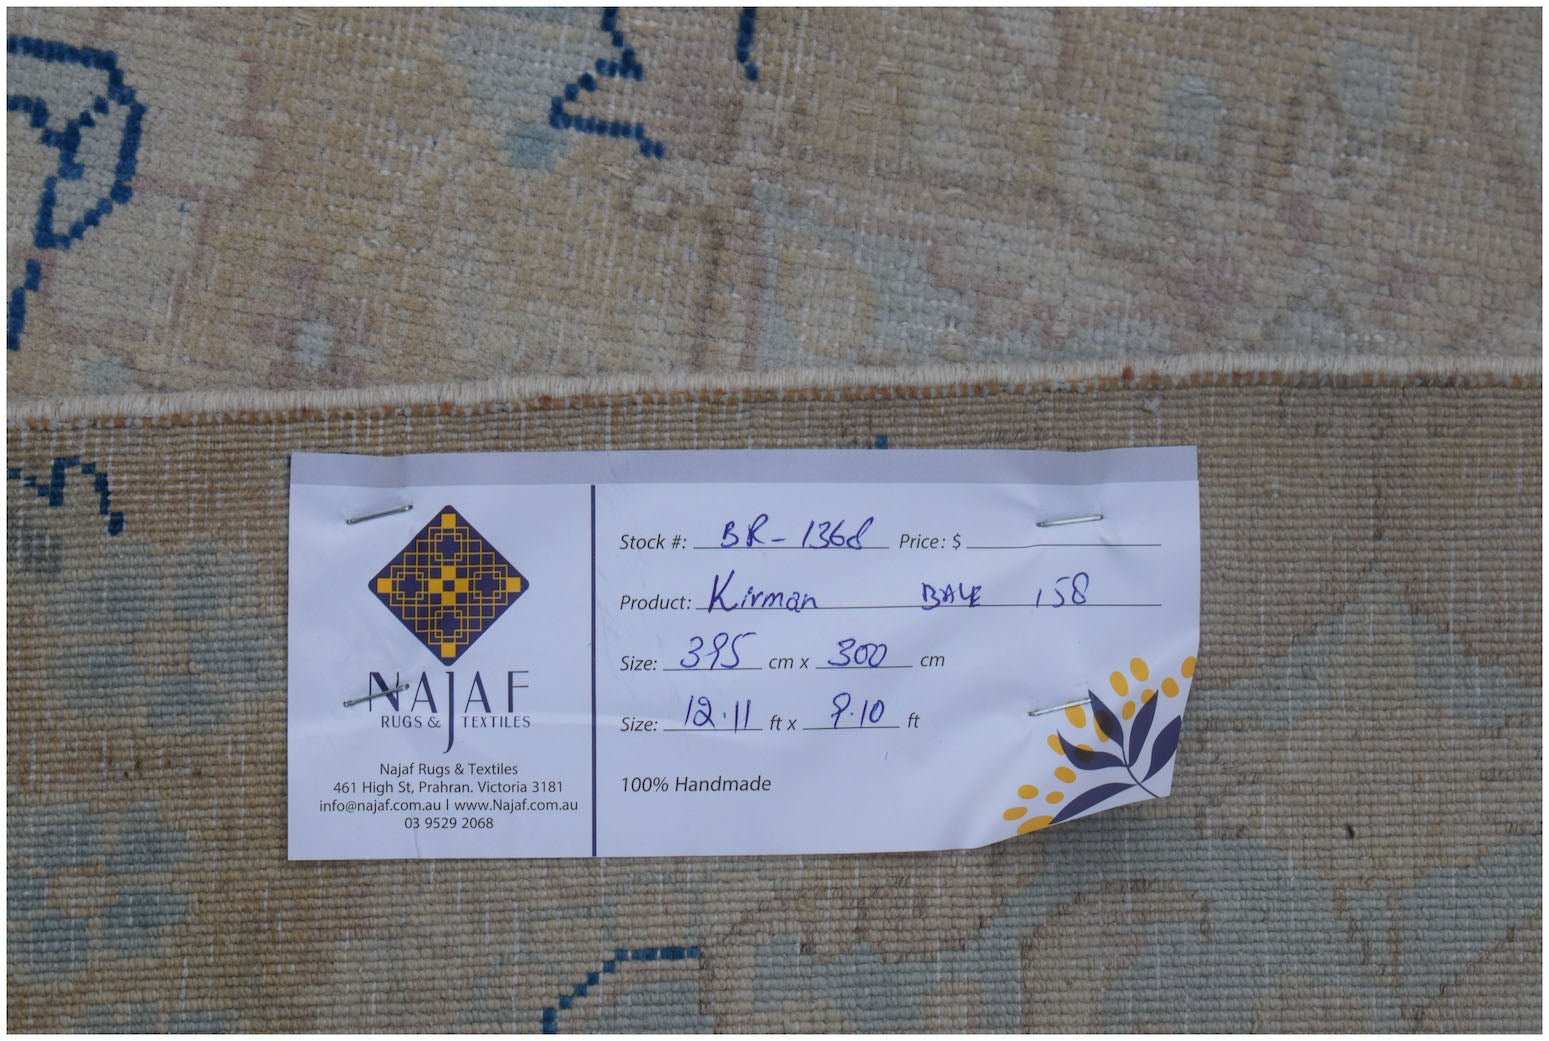 NAJAF
RUGS & TEXTILES
Najaf Rugs & Textiles
461 High St, Prahran. Victoria 3181
info@najaf.com.au | www.Najaf.com.au
03 9529 2068
Stock #: BR-1368 Price: $
Product: Kirman BALE 158
Size: 395 cm x 300 cm
Size: 12.11 ft x 9.10 ft
100% Handmade